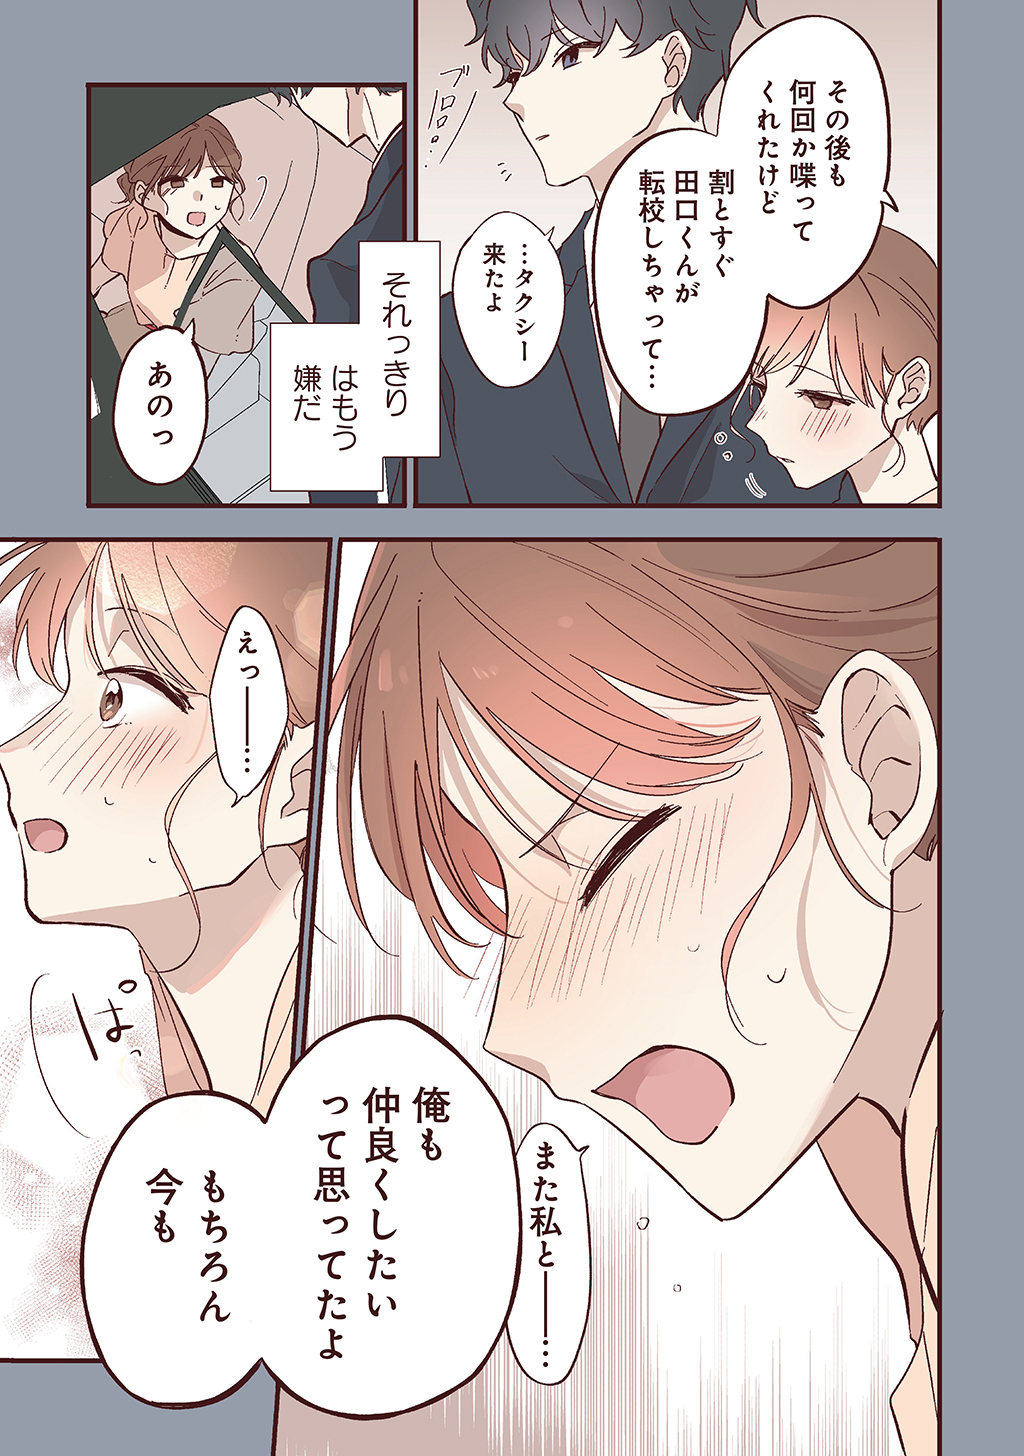 その後も
何回か喋って
くれたけど
割とすぐ
田口くんが
転校しちゃって…
ブロロ…
…タクシー
来たよ
それっきり
はもう
嫌だ
あのっ
また私と――…
えっ――…
ぱっ
俺も
仲良くしたい
って思ってたよ
もちろん
今も